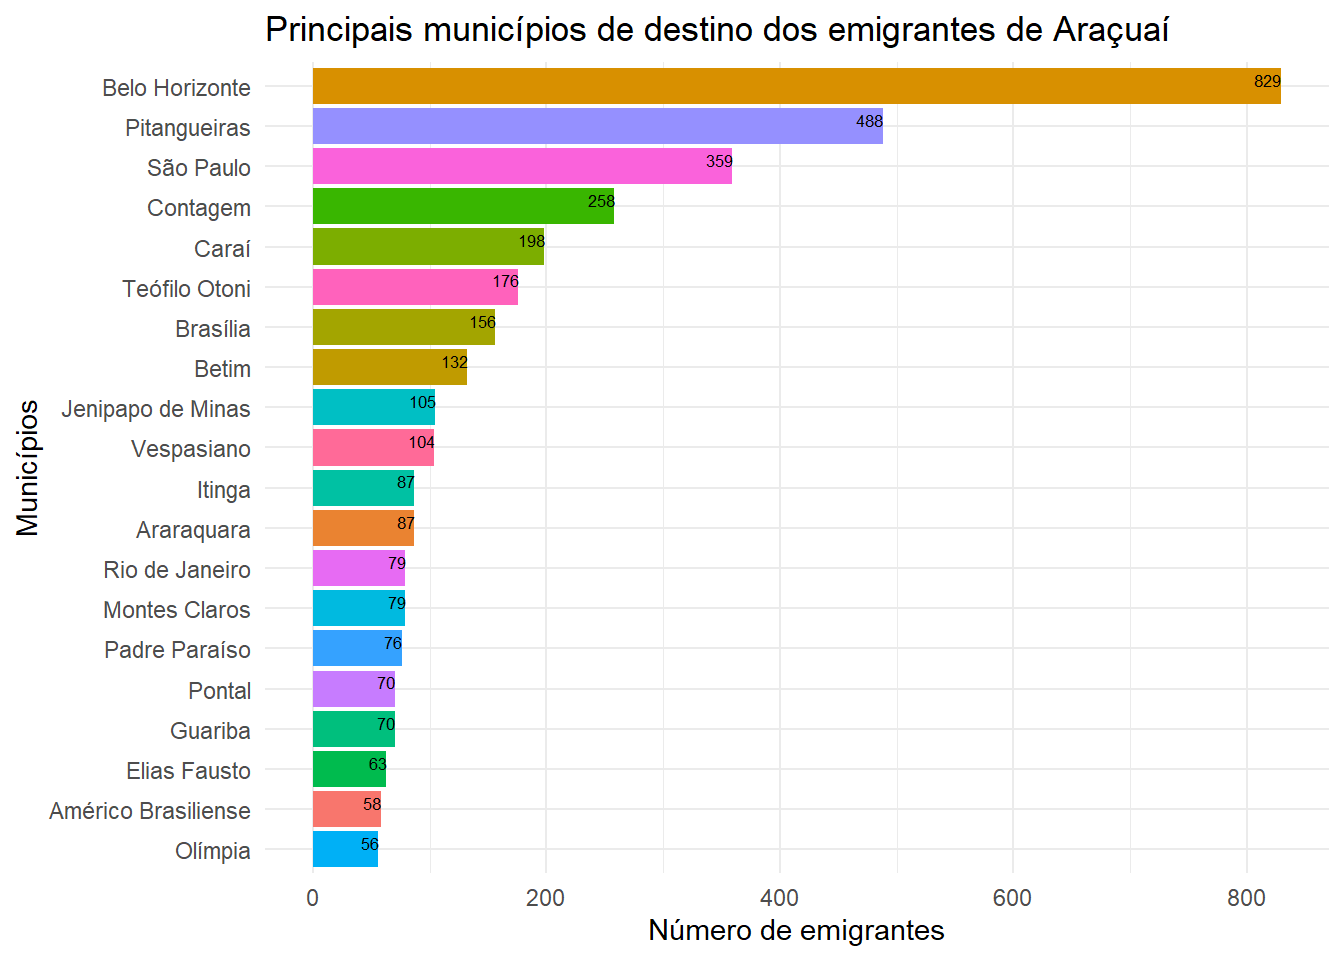 Principais municípios de destino dos emigrantes de Araçuaí
Municípios
Belo Horizonte 829
Pitangueiras 488
São Paulo 359
Contagem 258
Caraí 198
Teófilo Otoni 176
Brasília 156
Betim 132
Jenipapo de Minas 105
Vespasiano 104
Itinga 87
Araraquara 87
Rio de Janeiro 79
Montes Claros 79
Padre Paraíso 76
Pontal 70
Guariba 70
Elias Fausto 63
Américo Brasiliense 58
Olímpia 56
0 200 400 600 800
Número de emigrantes